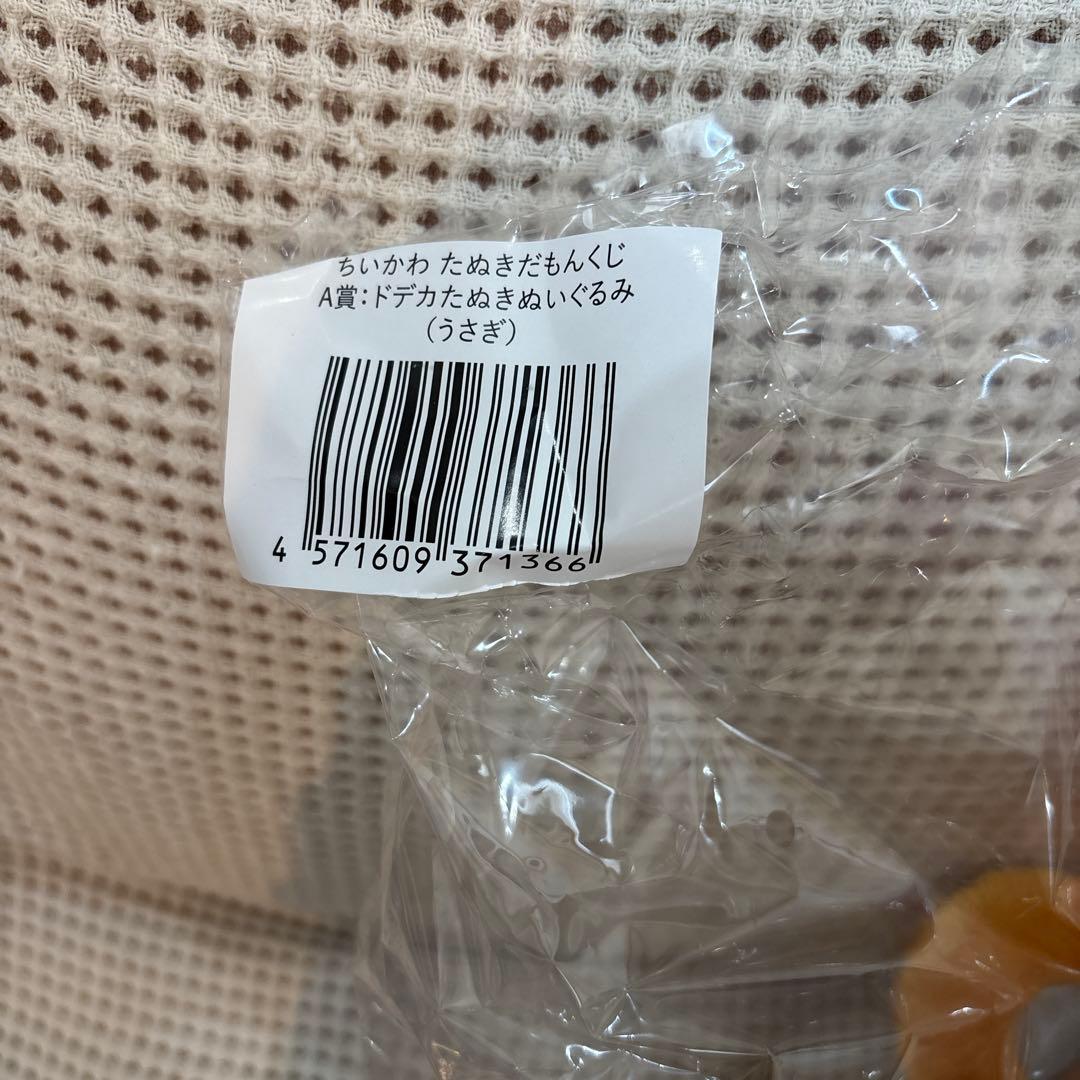 ちいかわ たぬきだもんくじ
A賞：ドデカたぬきぬいぐるみ
（うさぎ）
4 571609 371366